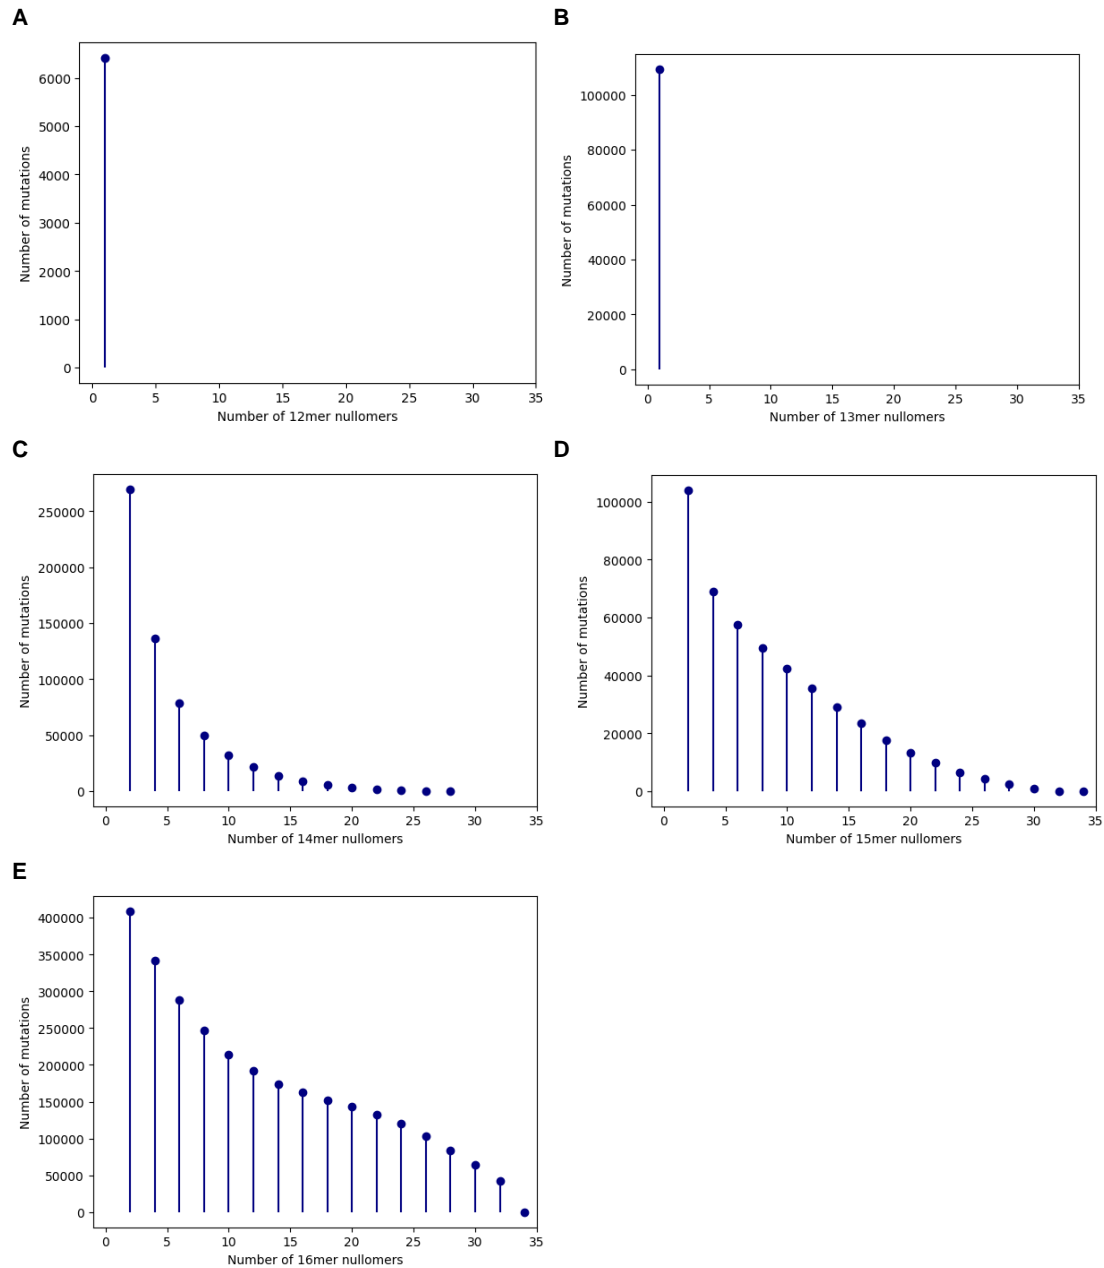 A
6000
5000
4000
3000
2000
1000
0
Number of mutations
0 5 10 15 20 25 30 35
Number of 12mer nullomers
B
100000
80000
60000
40000
20000
0
Number of mutations
0 5 10 15 20 25 30 35
Number of 13mer nullomers
C
250000
200000
150000
100000
50000
0
Number of mutations
0 5 10 15 20 25 30 35
Number of 14mer nullomers
D
100000
80000
60000
40000
20000
0
Number of mutations
0 5 10 15 20 25 30 35
Number of 15mer nullomers
E
400000
350000
300000
250000
200000
150000
100000
50000
0
Number of mutations
0 5 10 15 20 25 30 35
Number of 16mer nullomers